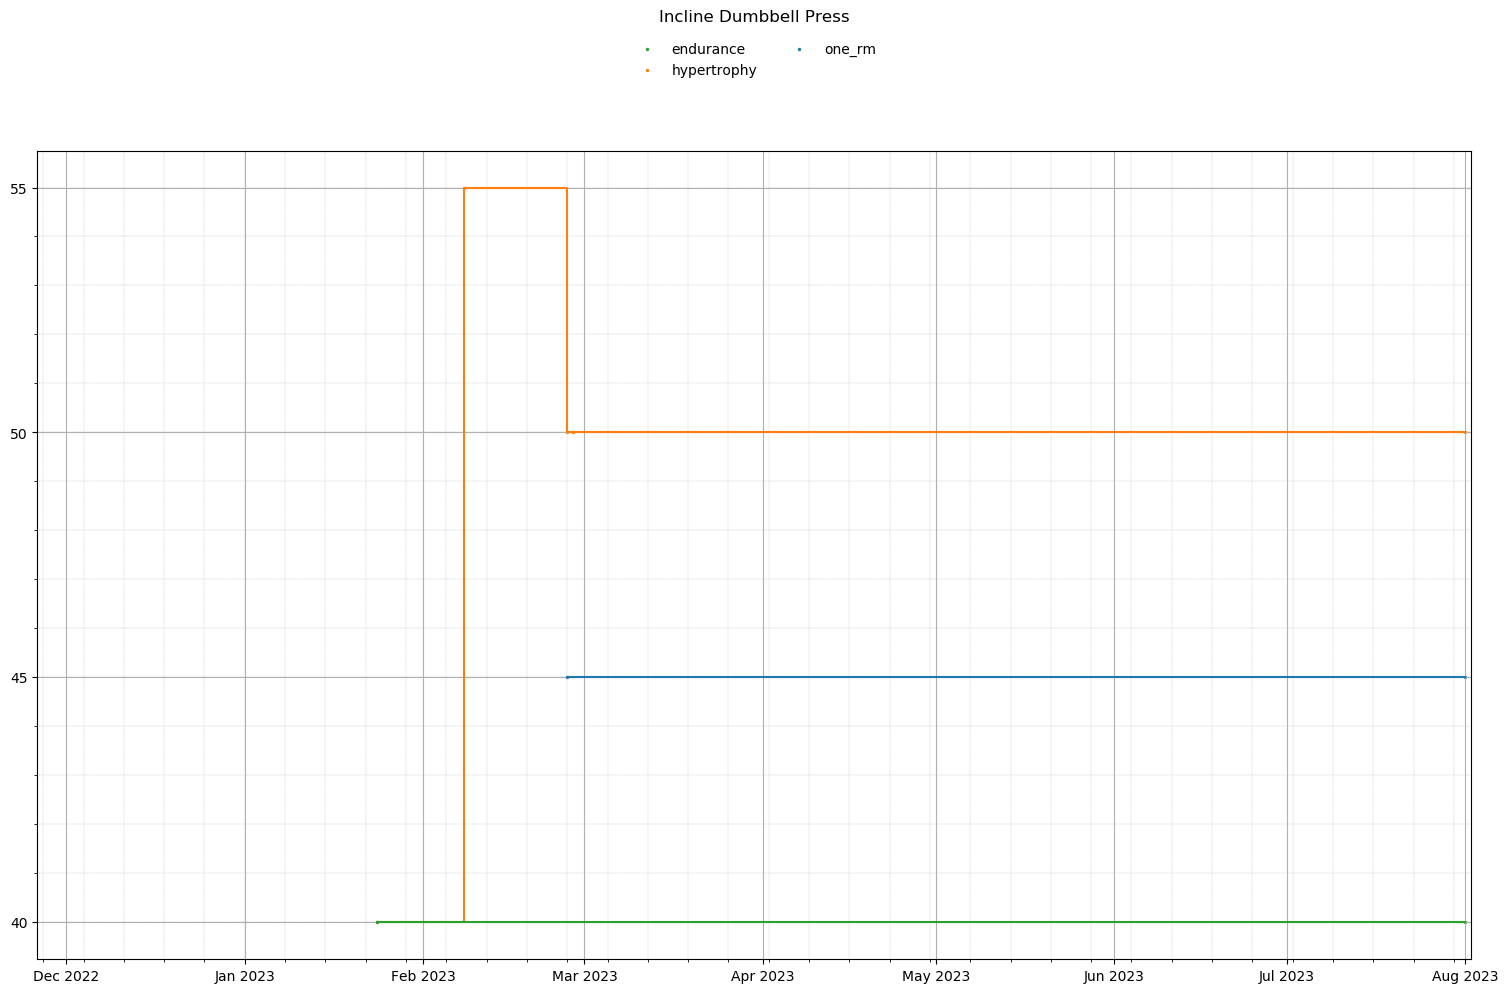 Incline Dumbbell Press
endurance
hypertrophy
one_rm
55
50
45
40
Dec 2022
Jan 2023
Feb 2023
Mar 2023
Apr 2023
May 2023
Jun 2023
Jul 2023
Aug 2023